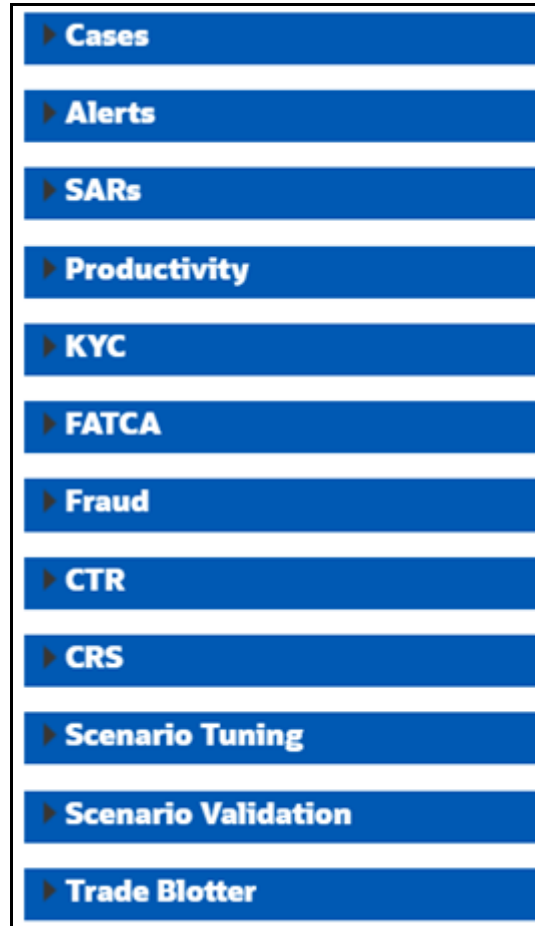 Cases
Alerts
SARs
Productivity
KYC
FATCA
Fraud
CTR
CRS
Scenario Tuning
Scenario Validation
Trade Blotter